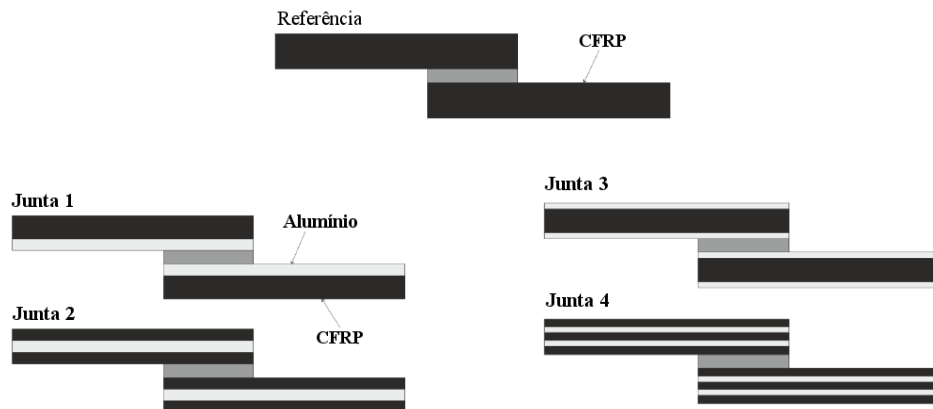 Referência
CFRP
Junta 1
Alumínio
CFRP
Junta 2
Junta 3
Junta 4